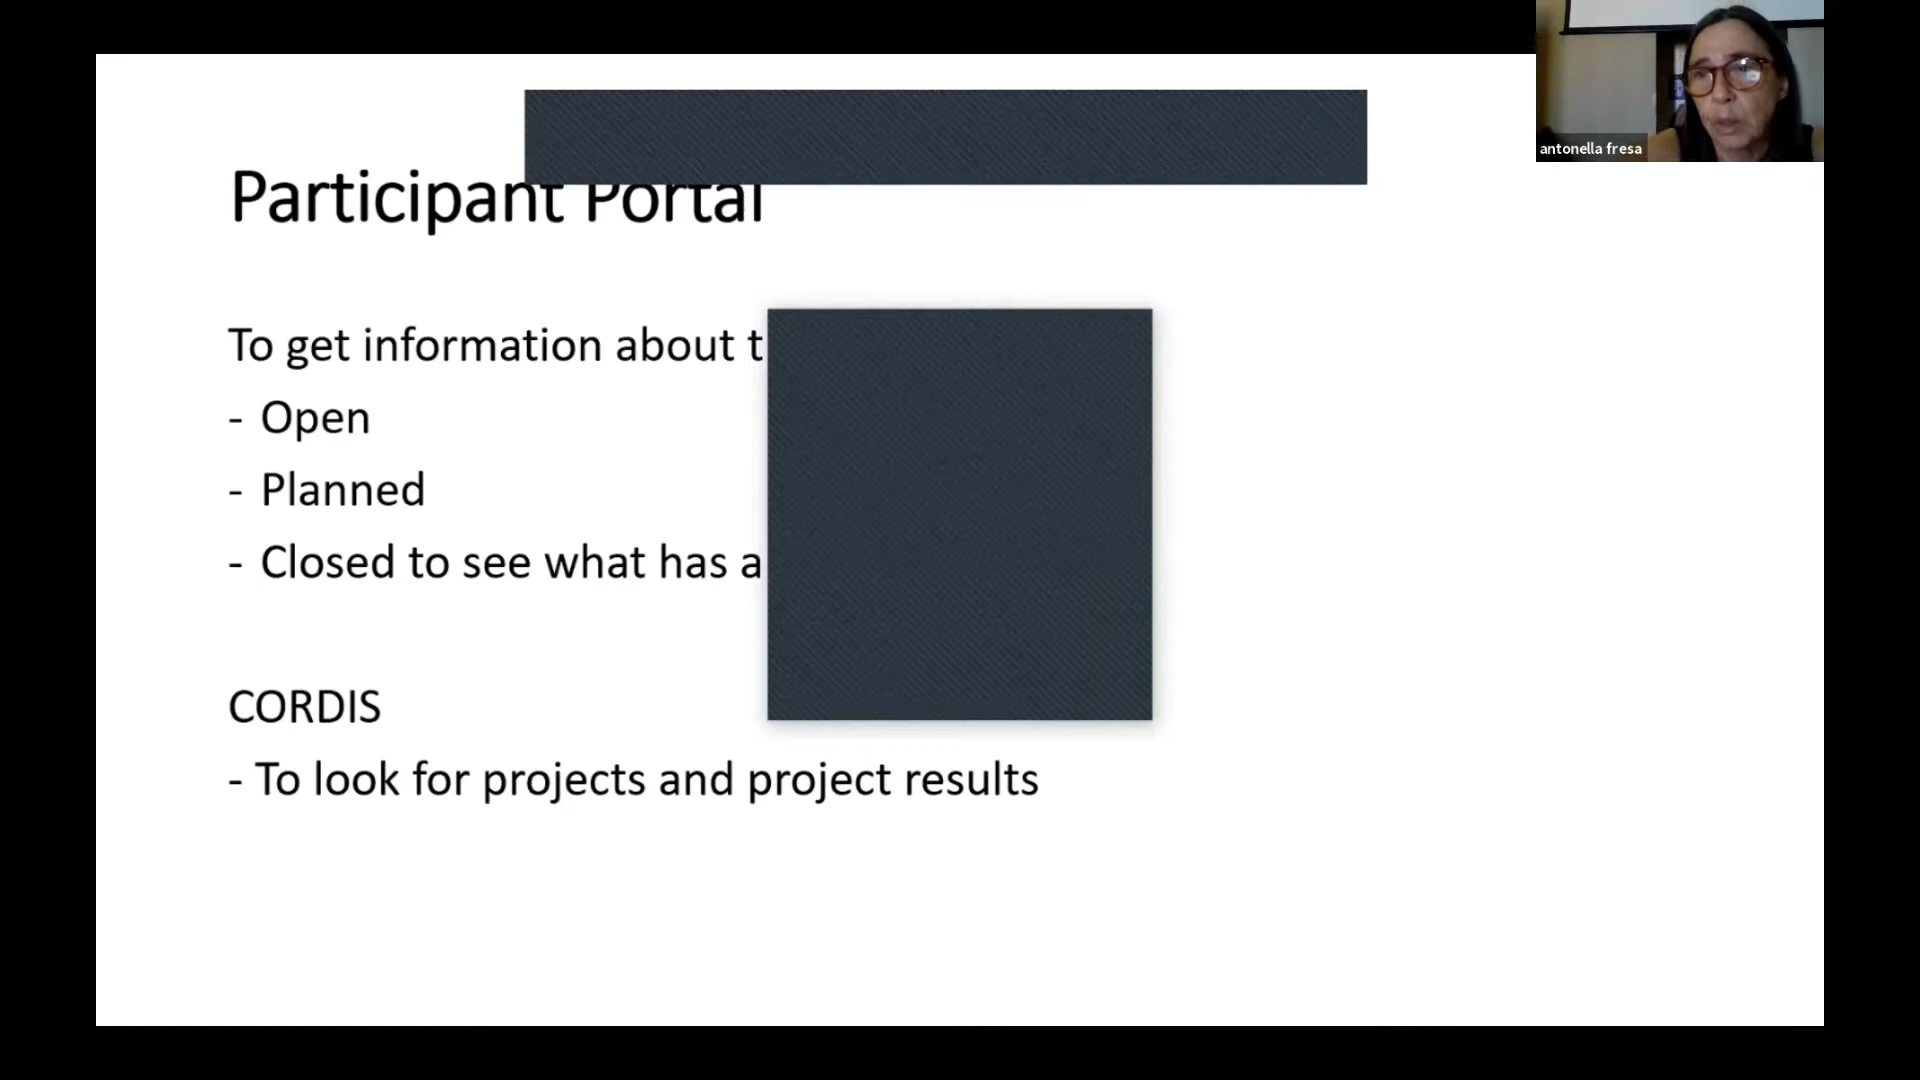 antonella fresa
Participant Portal
To get information about t
- Open
- Planned
- Closed to see what has a
CORDIS
- To look for projects and project results